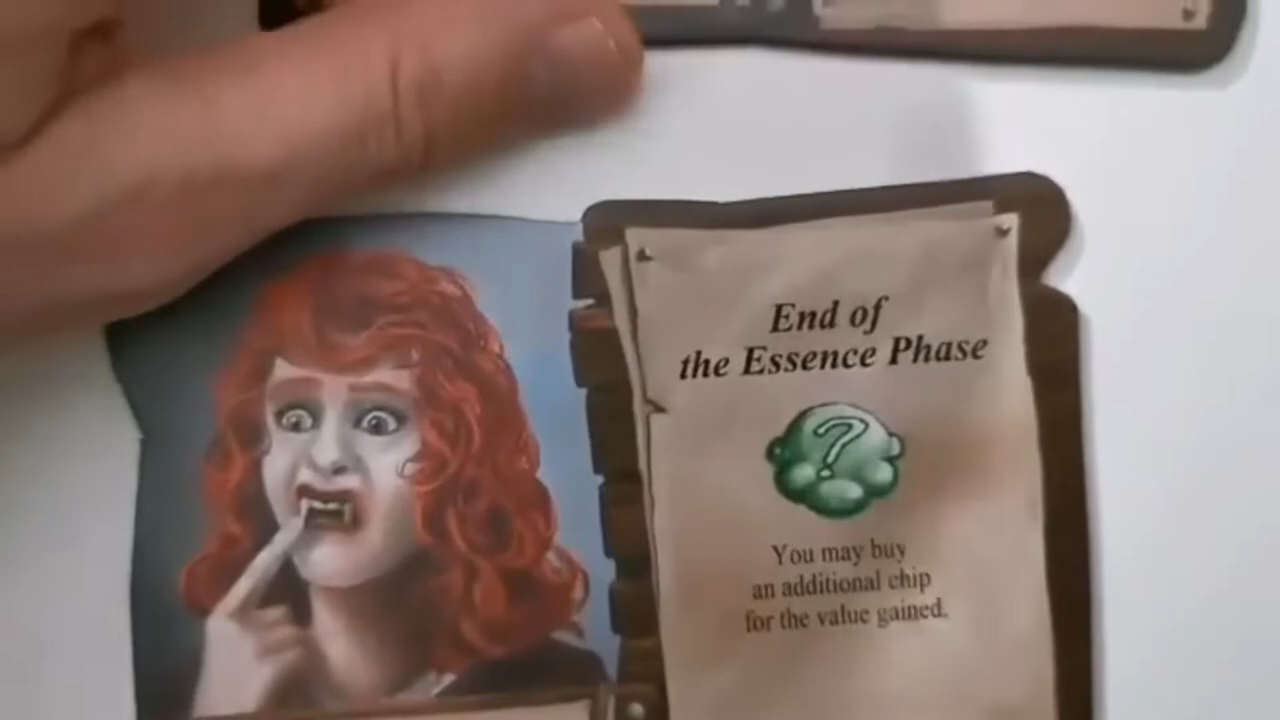 End of
the Essence Phase
?
You may buy
an additional chip
for the value gained.